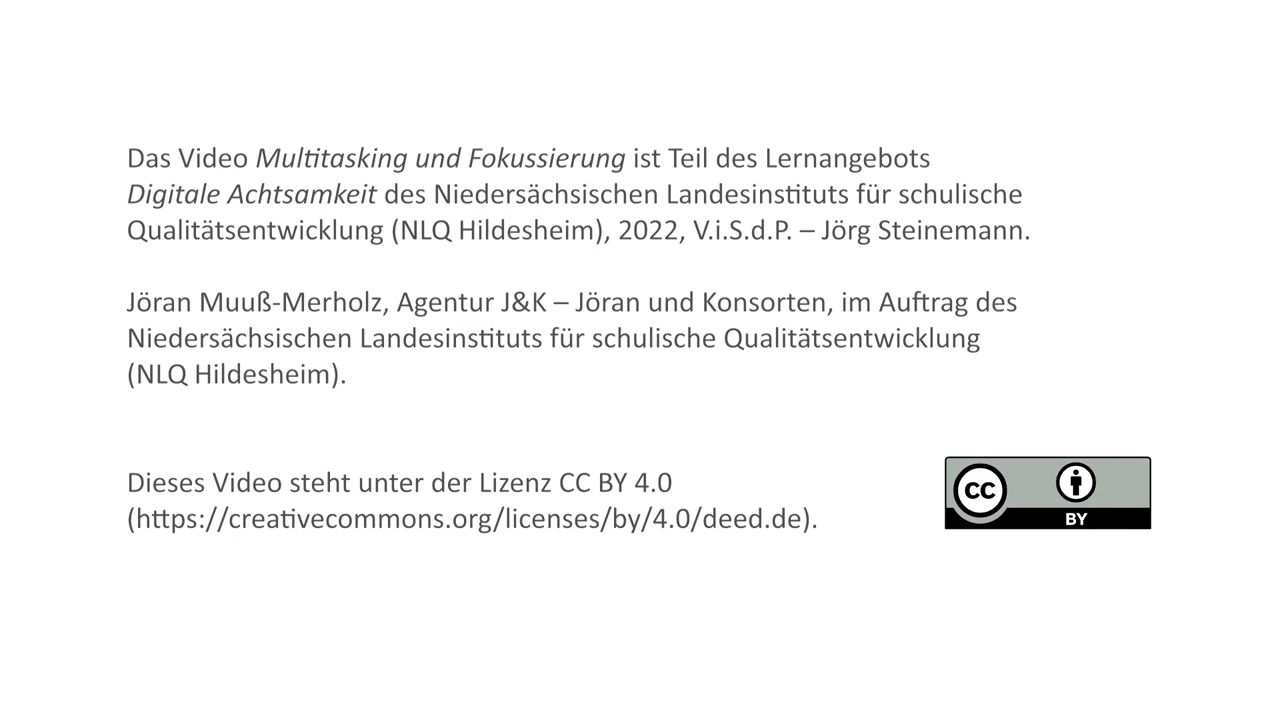 Das Video Multitasking und Fokussierung ist Teil des Lernangebots
Digitale Achtsamkeit des Niedersächsischen Landesinstituts für schulische
Qualitätsentwicklung (NLQ Hildesheim), 2022, V.i.S.d.P. – Jörg Steinemann.
Jöran Muuß-Merholz, Agentur J&K – Jöran und Konsorten, im Auftrag des
Niedersächsischen Landesinstituts für schulische Qualitätsentwicklung
(NLQ Hildesheim).
Dieses Video steht unter der Lizenz CC BY 4.0
(https://creativecommons.org/licenses/by/4.0/deed.de).
CC
BY